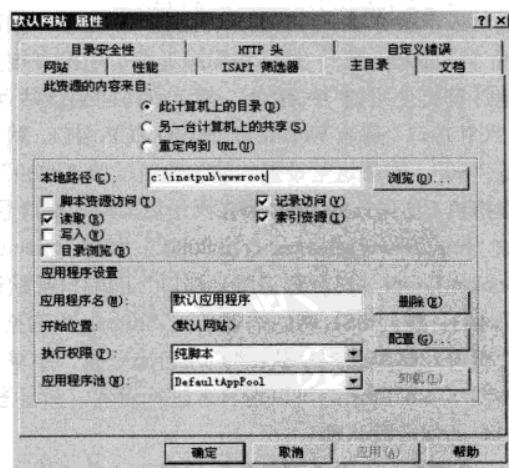 默认网站 属性
目录安全性 HTTP 头 自定义错误
网站 性能 ISAPI 筛选器 主目录 文档
此资源的内容来自:
此计算机上的目录(D)
另一台计算机上的共享(S)
重定向到 URL(U)
本地路径(C): c:\inetpub\wwwroot 浏览(O)...
脚本资源访问(T) 记录访问(V)
读取(R) 索引资源(I)
写入(W)
目录浏览(B)
应用程序设置
应用程序名(M): 默认应用程序 删除(E)
开始位置: <默认网站>
配置(G)...
执行权限(P): 纯脚本
应用程序池(N): DefaultAppPool 卸载(L)
确定 取消 应用(A) 帮助